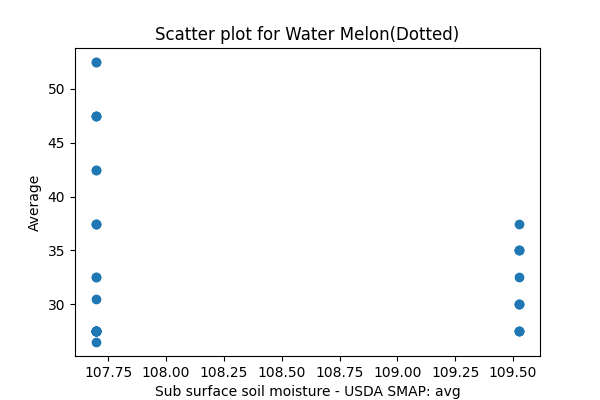 Scatter plot for Water Melon(Dotted)
50
45
40
35
30
Average
107.75 108.00 108.25 108.50 108.75 109.00 109.25 109.50
Sub surface soil moisture - USDA SMAP: avg